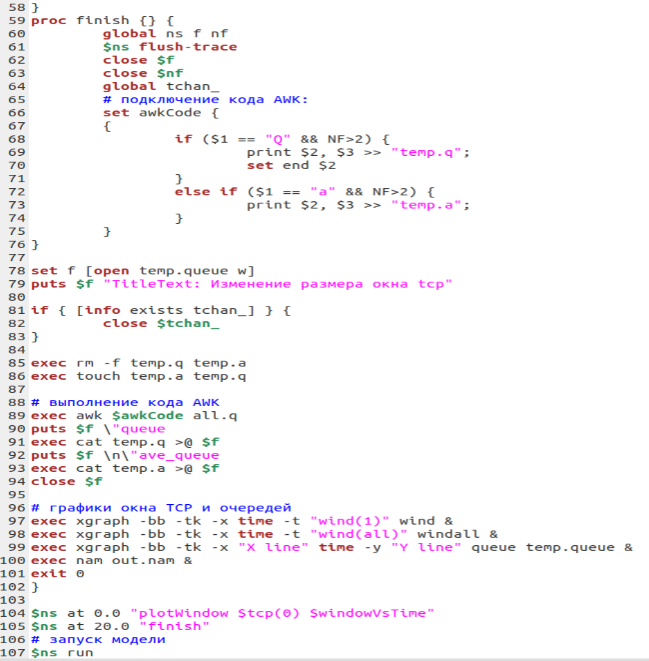 58 }
59 proc finish {} {
60         global ns f nf
61         $ns flush-trace
62         close $f
63         close $nf
64         global tchan_
65         # подключение кода AWK:
66         set awkCode {
67         {
68                 if ($1 == "Q" && NF>2) {
69                         print $2, $3 >> "temp.q";
70                         set end $2
71                 }
72                 else if ($1 == "a" && NF>2) {
73                         print $2, $3 >> "temp.a";
74                 }
75         }
76 }
77
78 set f [open temp.queue w]
79 puts $f "TitleText: Изменение размера окна tcp"
80
81 if { [info exists tchan_] } {
82         close $tchan_
83 }
84
85 exec rm -f temp.q temp.a
86 exec touch temp.a temp.q
87
88 # выполнение кода AWK
89 exec awk $awkCode all.q
90 puts $f \"queue
91 exec cat temp.q >@ $f
92 puts $f \n\"ave_queue
93 exec cat temp.a >@ $f
94 close $f
95
96 # графики окна TCP и очередей
97 exec xgraph -bb -tk -x time -t "wind(1)" wind &
98 exec xgraph -bb -tk -x time -t "wind(all)" windall &
99 exec xgraph -bb -tk -x "X line" time -y "Y line" queue temp.queue &
100 exec nam out.nam &
101 exit 0
102 }
103
104 $ns at 0.0 "plotWindow $tcp(0) $windowVsTime"
105 $ns at 20.0 "finish"
106 # запуск модели
107 $ns run